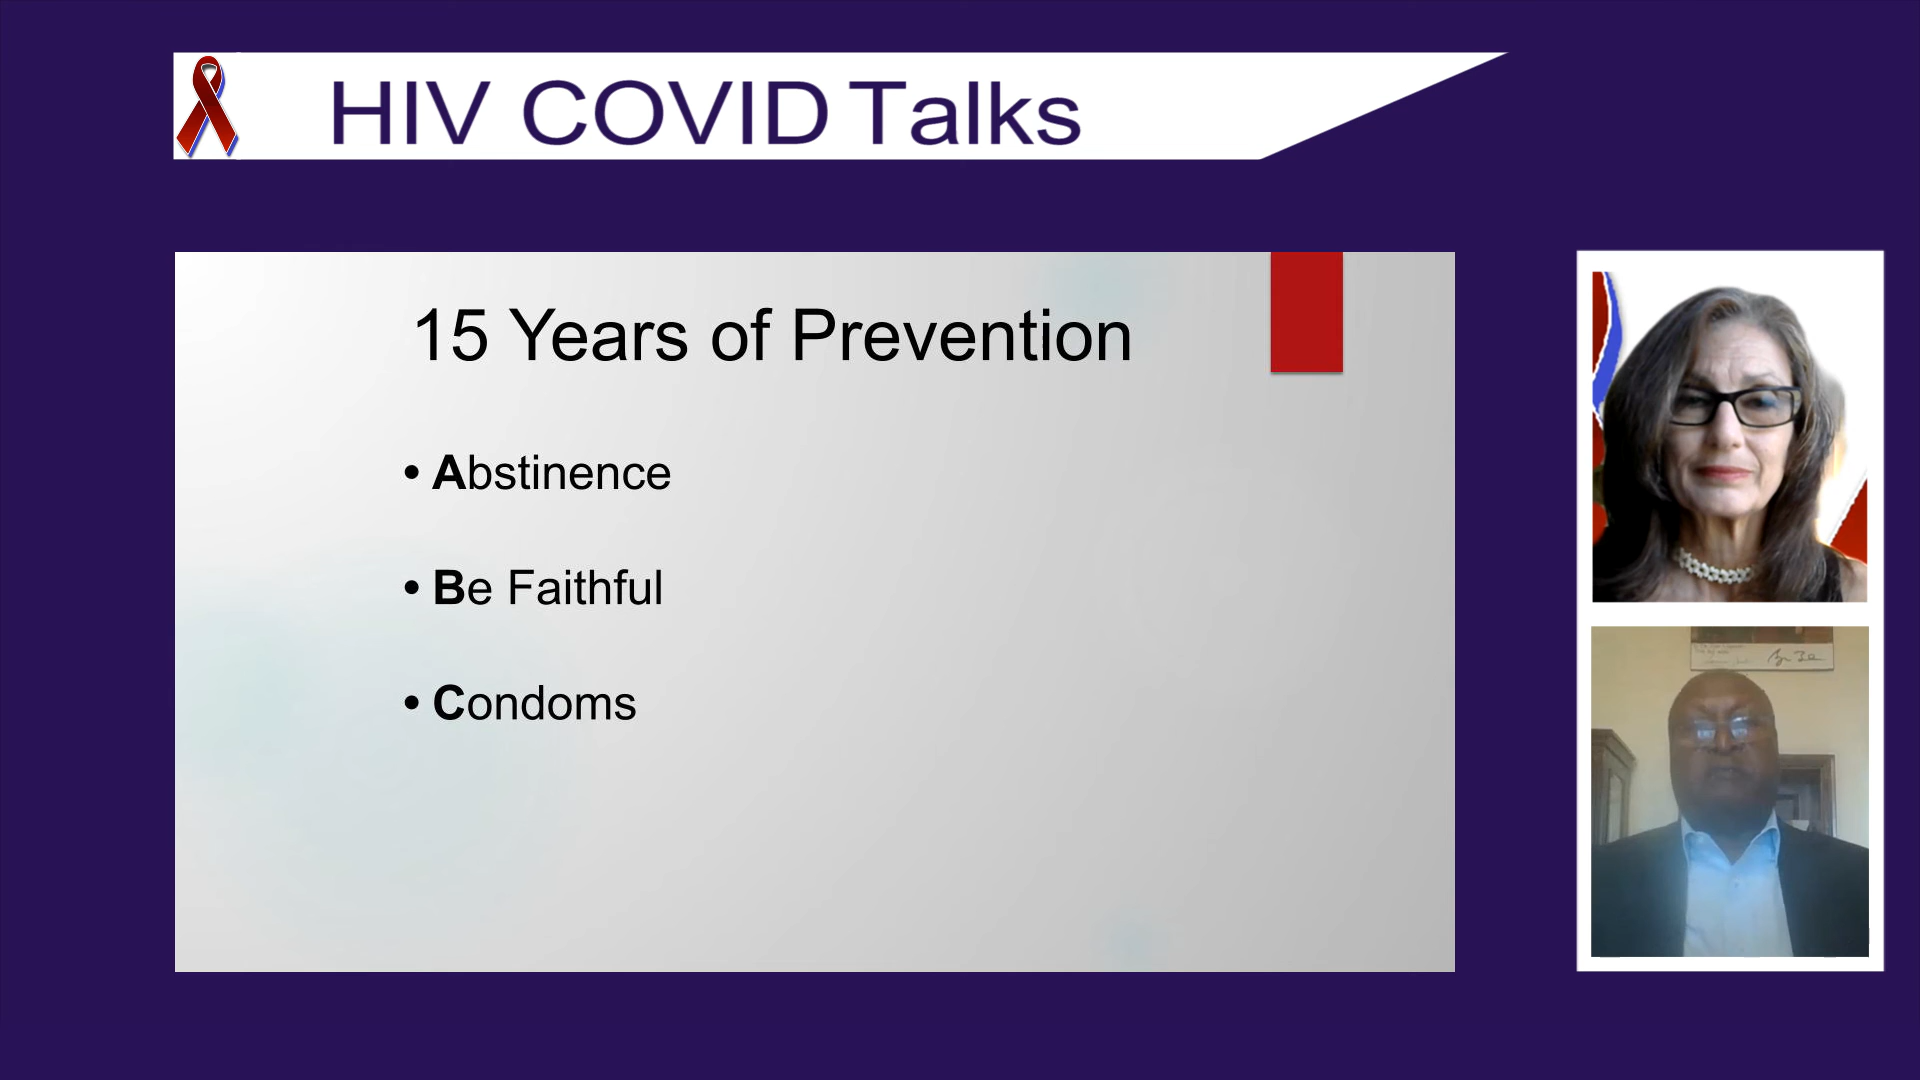 HIV COVID Talks
15 Years of Prevention
• Abstinence
• Be Faithful
• Condoms